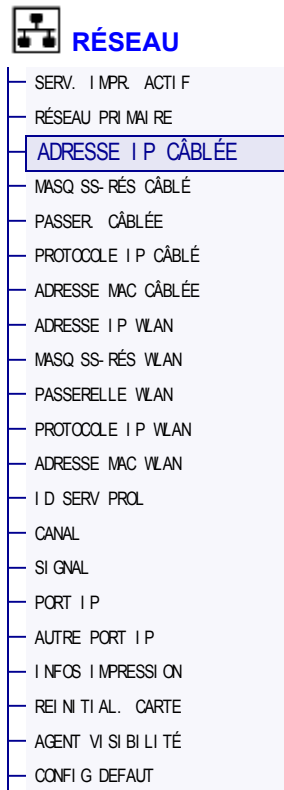 RÉSEAU
SERV. IMPR. ACTIF
RÉSEAU PRIMAIRE
ADRESSE IP CÂBLÉE
MASQ SS-RÉS CÂBLÉ
PASSER. CÂBLÉE
PROTOCOLE IP CÂBLÉ
ADRESSE MAC CÂBLÉE
ADRESSE IP WLAN
MASQ SS-RÉS WLAN
PASSERELLE WLAN
PROTOCOLE IP WLAN
ADRESSE MAC WLAN
ID SERV PROL
CANAL
SIGNAL
PORT IP
AUTRE PORT IP
INFOS IMPRESSION
REINITIAL. CARTE
AGENT VISIBILITÉ
CONFIG DEFAUT